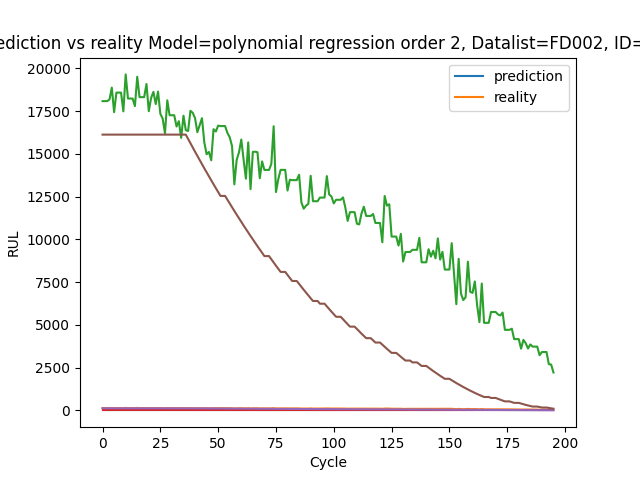 ediction vs reality Model=polynomial regression order 2, Datalist=FD002, ID=
prediction
reality
RUL
20000
17500
15000
12500
10000
7500
5000
2500
0
0 25 50 75 100 125 150 175 200
Cycle